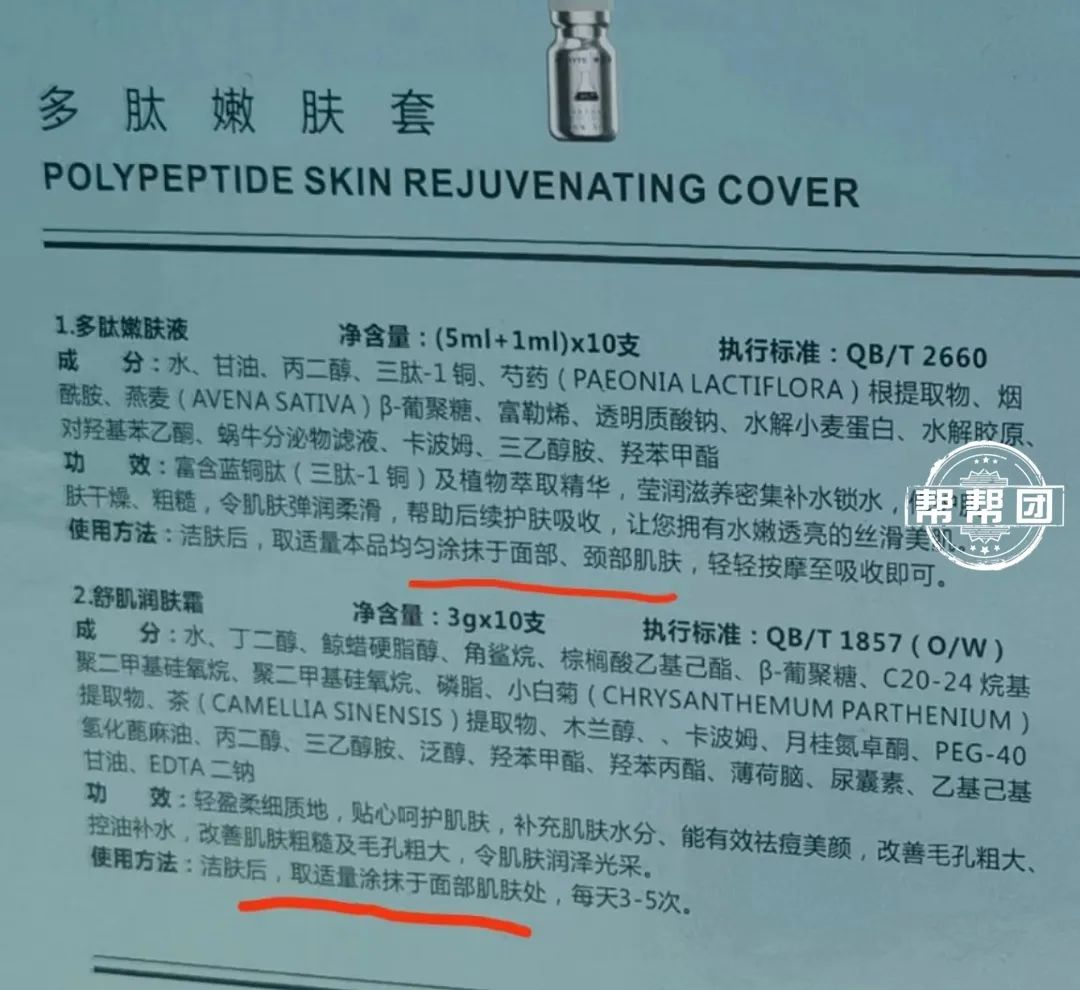 多肽嫩肤套
POLYPEPTIDE SKIN REJUVENATING COVER
1.多肽嫩肤液 净含量：(5ml+1ml)x10支 执行标准：QB/T 2660
成 分：水、甘油、丙二醇、三肽-1 铜、芍药（PAEONIA LACTIFLORA）根提取物、烟
酰胺、燕麦（AVENA SATIVA）β-葡聚糖、富勒烯、透明质酸钠、水解小麦蛋白、水解胶原、
对羟基苯乙酮、蜗牛分泌物滤液、卡波姆、三乙醇胺、羟苯甲酯
功 效：富含蓝铜肽（三肽-1 铜）及植物萃取精华，莹润滋养密集补水锁水，
肤干燥、粗糙，令肌肤弹润柔滑，帮助后续护肤吸收，让您拥有水嫩透亮的丝滑美肌。
使用方法：洁肤后，取适量本品均匀涂抹于面部、颈部肌肤，轻轻按摩至吸收即可。
帮帮团
2.舒肌润肤霜 净含量：3gx10支 执行标准：QB/T 1857（O/W）
成 分：水、丁二醇、鲸蜡硬脂醇、角鲨烷、棕榈酸乙基己酯、β-葡聚糖、C20-24 烷基
聚二甲基硅氧烷、聚二甲基硅氧烷、磷脂、小白菊（CHRYSANTHEMUM PARTHENIUM）
提取物、茶（CAMELLIA SINENSIS）提取物、木兰醇、、卡波姆、月桂氮卓酮、PEG-40
氢化蓖麻油、丙二醇、三乙醇胺、泛醇、羟苯甲酯、羟苯丙酯、薄荷脑、尿囊素、乙基己基
甘油、EDTA 二钠
功 效：轻盈柔细质地，贴心呵护肌肤，补充肌肤水分、能有效祛痘美颜，改善毛孔粗大、
控油补水，改善肌肤粗糙及毛孔粗大，令肌肤润泽光采。
使用方法：洁肤后，取适量涂抹于面部肌肤处，每天3-5次。